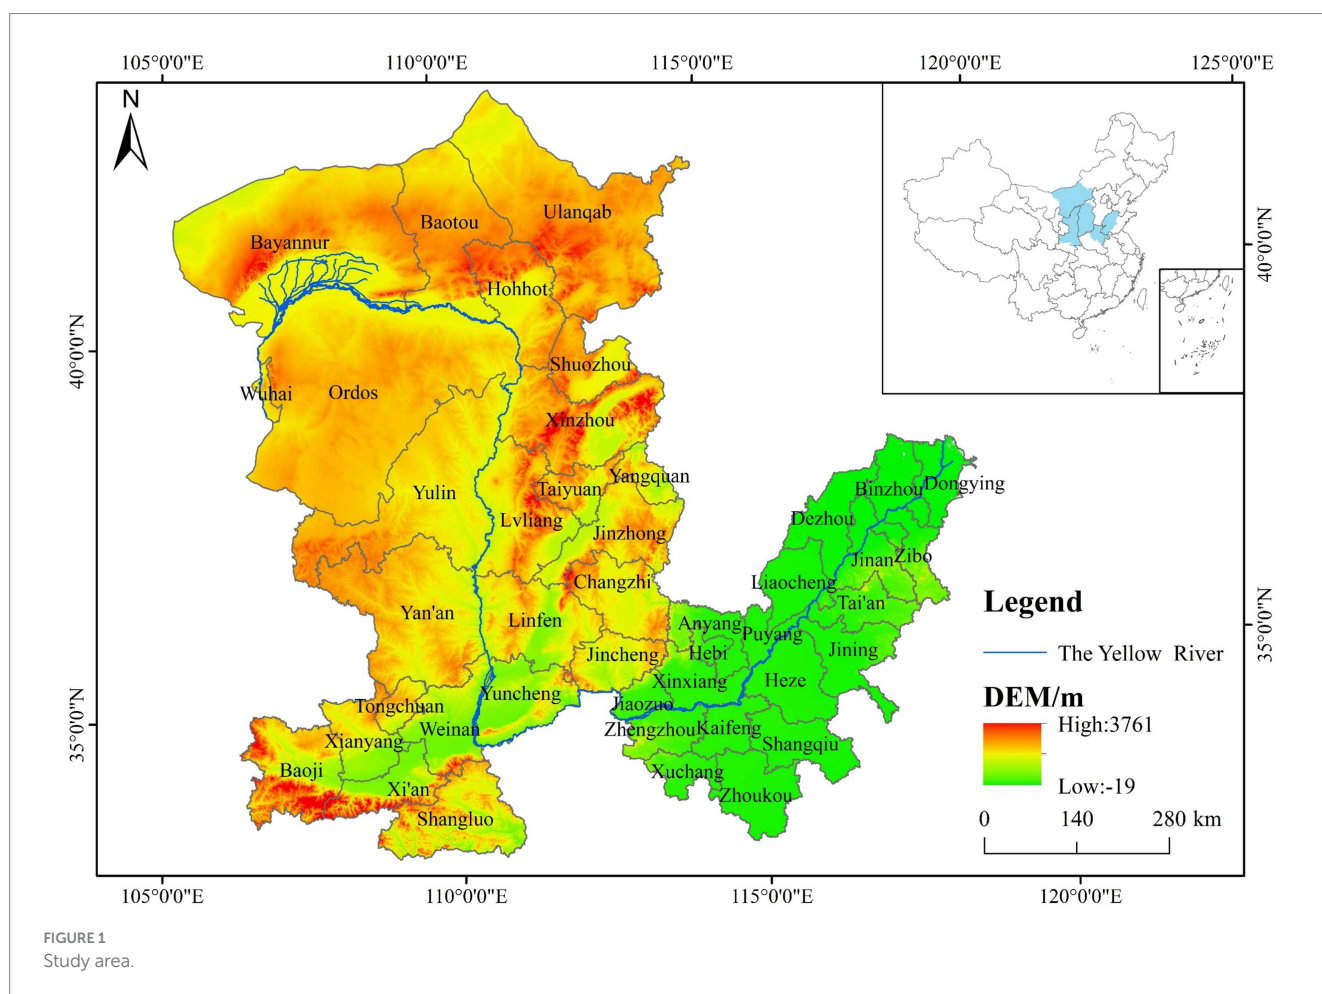 105°0'0"E
110°0'0"E
115°0'0"E
120°0'0"E
125°0'0"E
N
40°0'0"N
35°0'0"N
40°0'0"N
35°0'0"N
Ulanqab
Baotou
Bayannur
Hohhot
Shuozhou
Wuhai
Ordos
Xinzhou
Yangquan
Taiyuan
Yulin
Lvliang
Jinzhong
Changzhi
Yan'an
Linfen
Jincheng
Yuncheng
Tongchuan
Weinan
Xianyang
Baoji
Xi'an
Shangluo
Dongying
Binzhou
Dezhou
Jinan
Zibo
Liaocheng
Tai'an
Anyang
Puyang
Hebi
Jining
Xinxiang
Heze
Jiaozuo
Zhengzhou
Kaifeng
Shangqiu
Xuchang
Zhoukou
Legend
The Yellow River
DEM/m
High:3761
Low:-19
0 140 280 km
105°0'0"E
110°0'0"E
115°0'0"E
120°0'0"E
FIGURE 1
Study area.